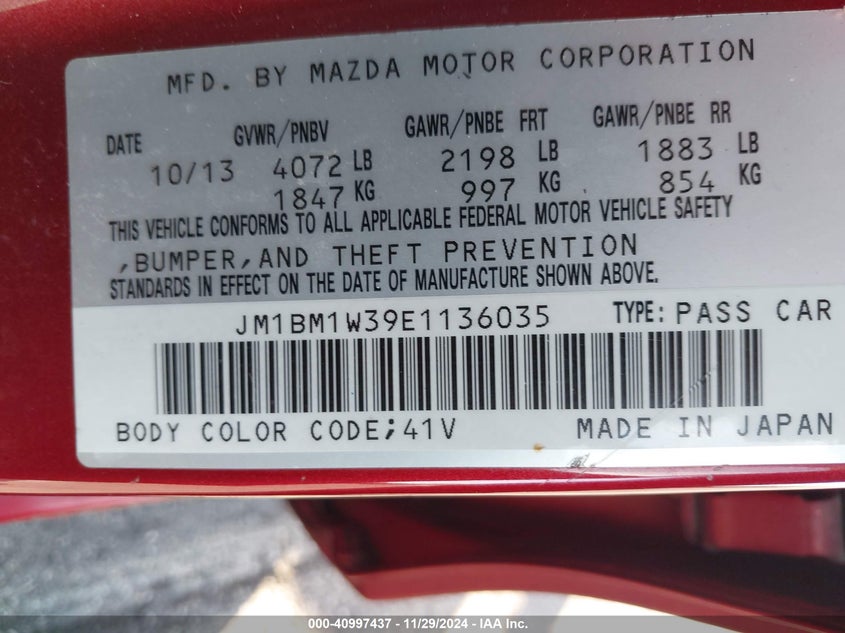 MFD. BY MAZDA MOTOR CORPORATION
DATE GVWR/PNBV GAWR/PNBE FRT GAWR/PNBE RR
10/13 4072 LB 2198 LB 1883 LB
1847 KG 997 KG 854 KG
THIS VEHICLE CONFORMS TO ALL APPLICABLE FEDERAL MOTOR VEHICLE SAFETY
,BUMPER,AND THEFT PREVENTION
STANDARDS IN EFFECT ON THE DATE OF MANUFACTURE SHOWN ABOVE.
JM1BM1W39E1136035 TYPE: PASS CAR
BODY COLOR CODE;41V MADE IN JAPAN
000-40997437 - 11/29/2024 - IAA Inc.